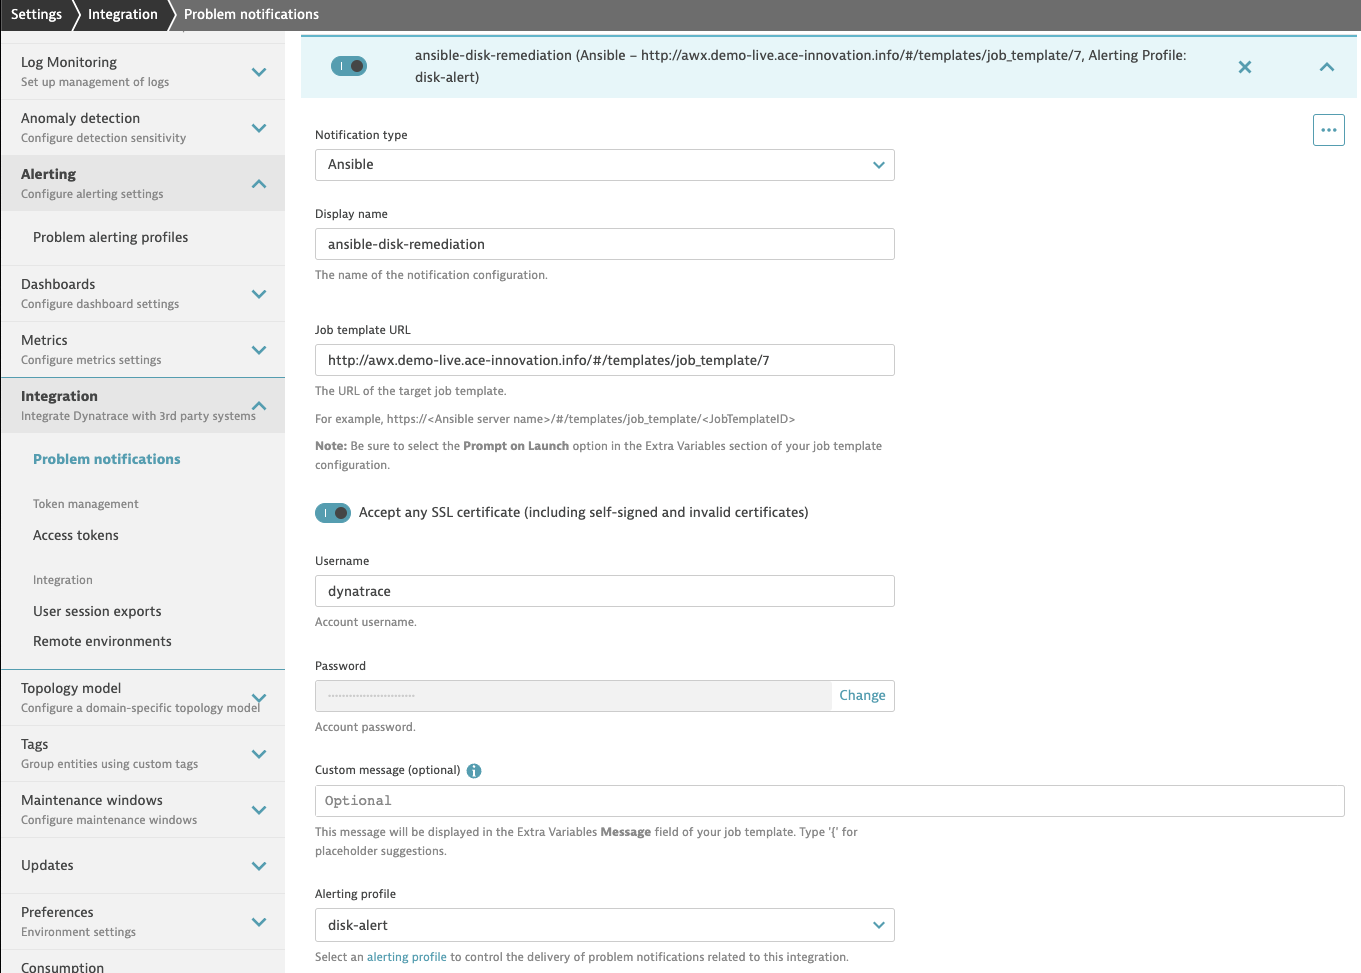 Settings
Integration
Problem notifications
Log Monitoring
Set up management of logs
Anomaly detection
Configure detection sensitivity
Alerting
Configure alerting settings
Problem alerting profiles
Dashboards
Configure dashboard settings
Metrics
Configure metrics settings
Integration
Integrate Dynatrace with 3rd party systems
Problem notifications
Token management
Access tokens
Integration
User session exports
Remote environments
Topology model
Configure a domain-specific topology model
Tags
Group entities using custom tags
Maintenance windows
Configure maintenance windows
Updates
Preferences
Environment settings
Consumption
ansible-disk-remediation (Ansible – http://awx.demo-live.ace-innovation.info/#/templates/job_template/7, Alerting Profile:
disk-alert)
Notification type
Ansible
Display name
ansible-disk-remediation
The name of the notification configuration.
Job template URL
http://awx.demo-live.ace-innovation.info/#/templates/job_template/7
The URL of the target job template.
For example, https://<Ansible server name>/#/templates/job_template/<JobTemplateID>
Note: Be sure to select the Prompt on Launch option in the Extra Variables section of your job template
configuration.
Accept any SSL certificate (including self-signed and invalid certificates)
Username
dynatrace
Account username.
Password
Change
Account password.
Custom message (optional)
Optional
This message will be displayed in the Extra Variables Message field of your job template. Type '{' for
placeholder suggestions.
Alerting profile
disk-alert
Select an alerting profile to control the delivery of problem notifications related to this integration.